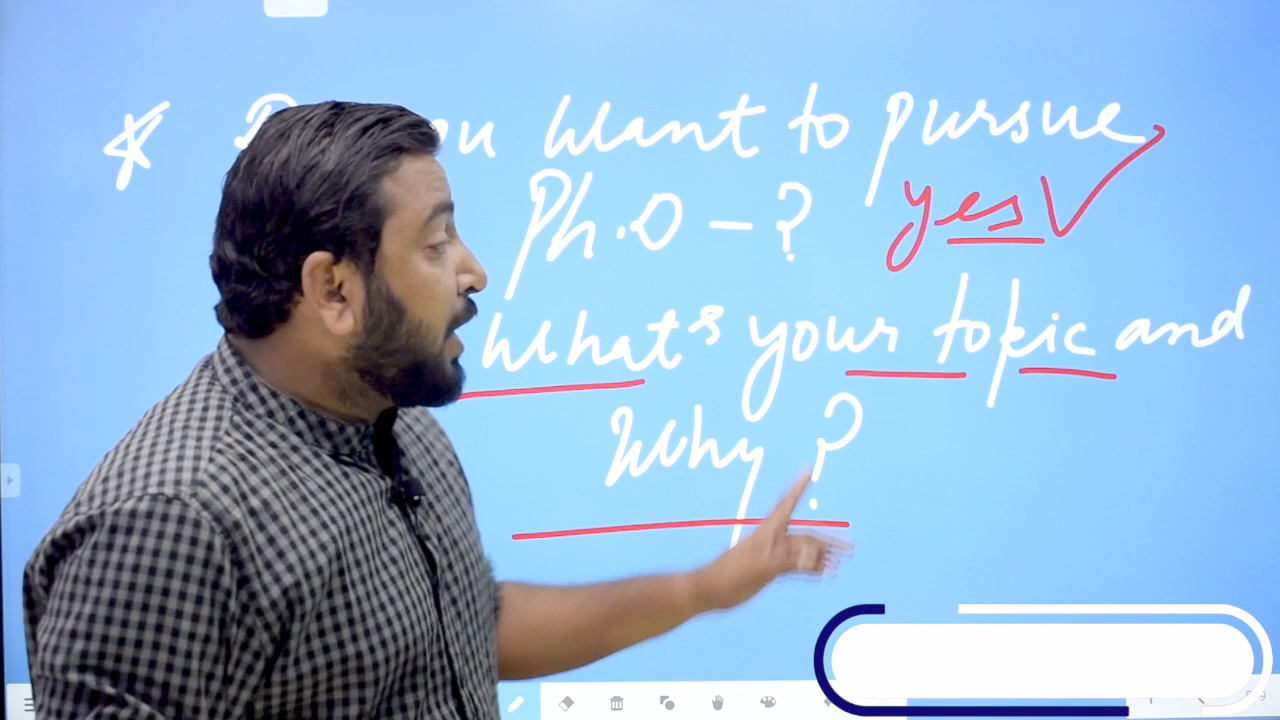 * D ou want to pursue
Ph.D - ? yes ✓
What's your topic and
Why ?